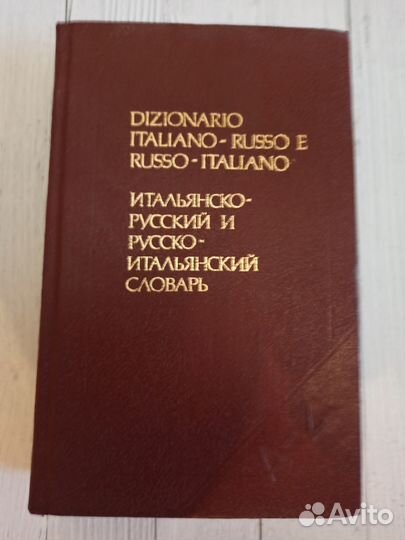 DIZIONARIO
ITALIANO-RUSSO E
RUSSO-ITALIANO
ИТАЛЬЯНСКО-
РУССКИЙ И
РУССКО-
ИТАЛЬЯНСКИЙ
СЛОВАРЬ
Avito